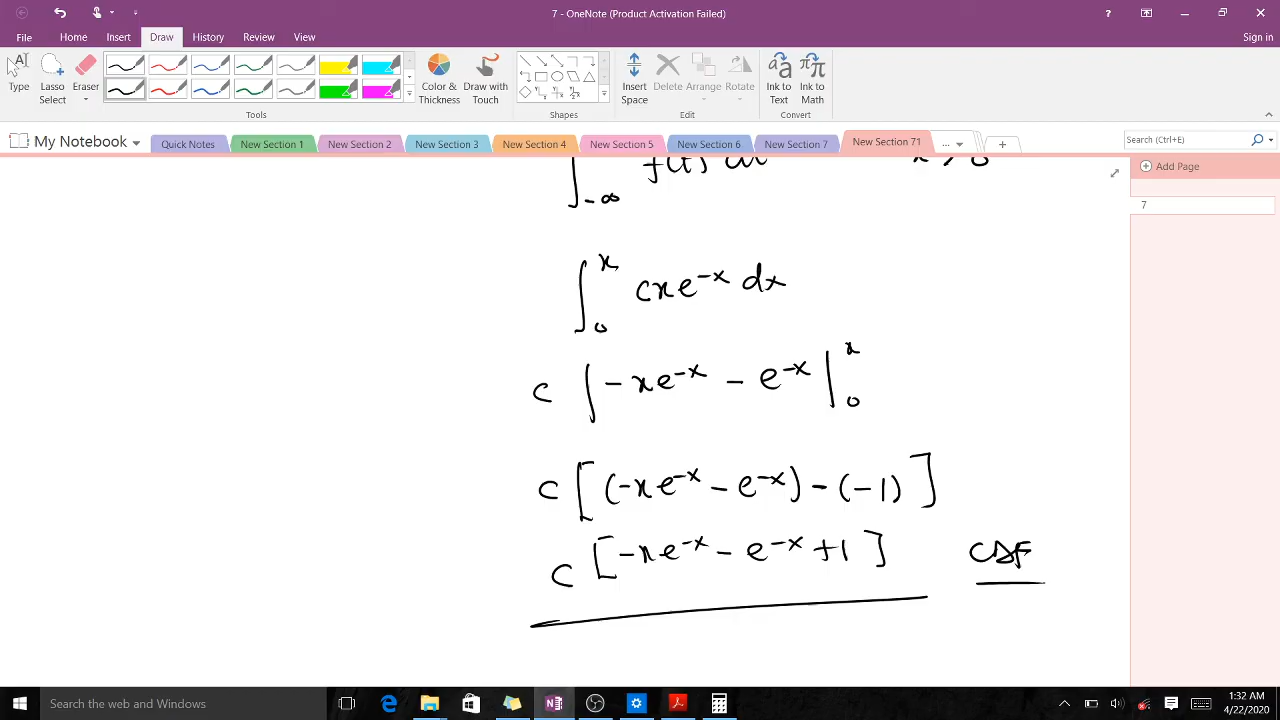 7 - OneNote (Product Activation Failed)
? Sign in
File Home Insert Draw History Review View
Type Lasso Select Eraser Color & Thickness Draw with Touch Insert Space Delete Arrange Rotate Ink to Text Ink to Math
Tools Shapes Edit Convert
My Notebook Quick Notes New Section 1 New Section 2 New Section 3 New Section 4 New Section 5 New Section 6 New Section 7 New Section 71 ... + Search (Ctrl+E)
Add Page
7
∫_{-∞} f(t) dt x > 0
∫_0^x cxe^{-x} dx
c |-xe^{-x} - e^{-x}|_0^x
c [(-xe^{-x} - e^{-x}) - (-1)]
c [-xe^{-x} - e^{-x} + 1] CDF
Search the web and Windows
1:32 AM
4/22/2020